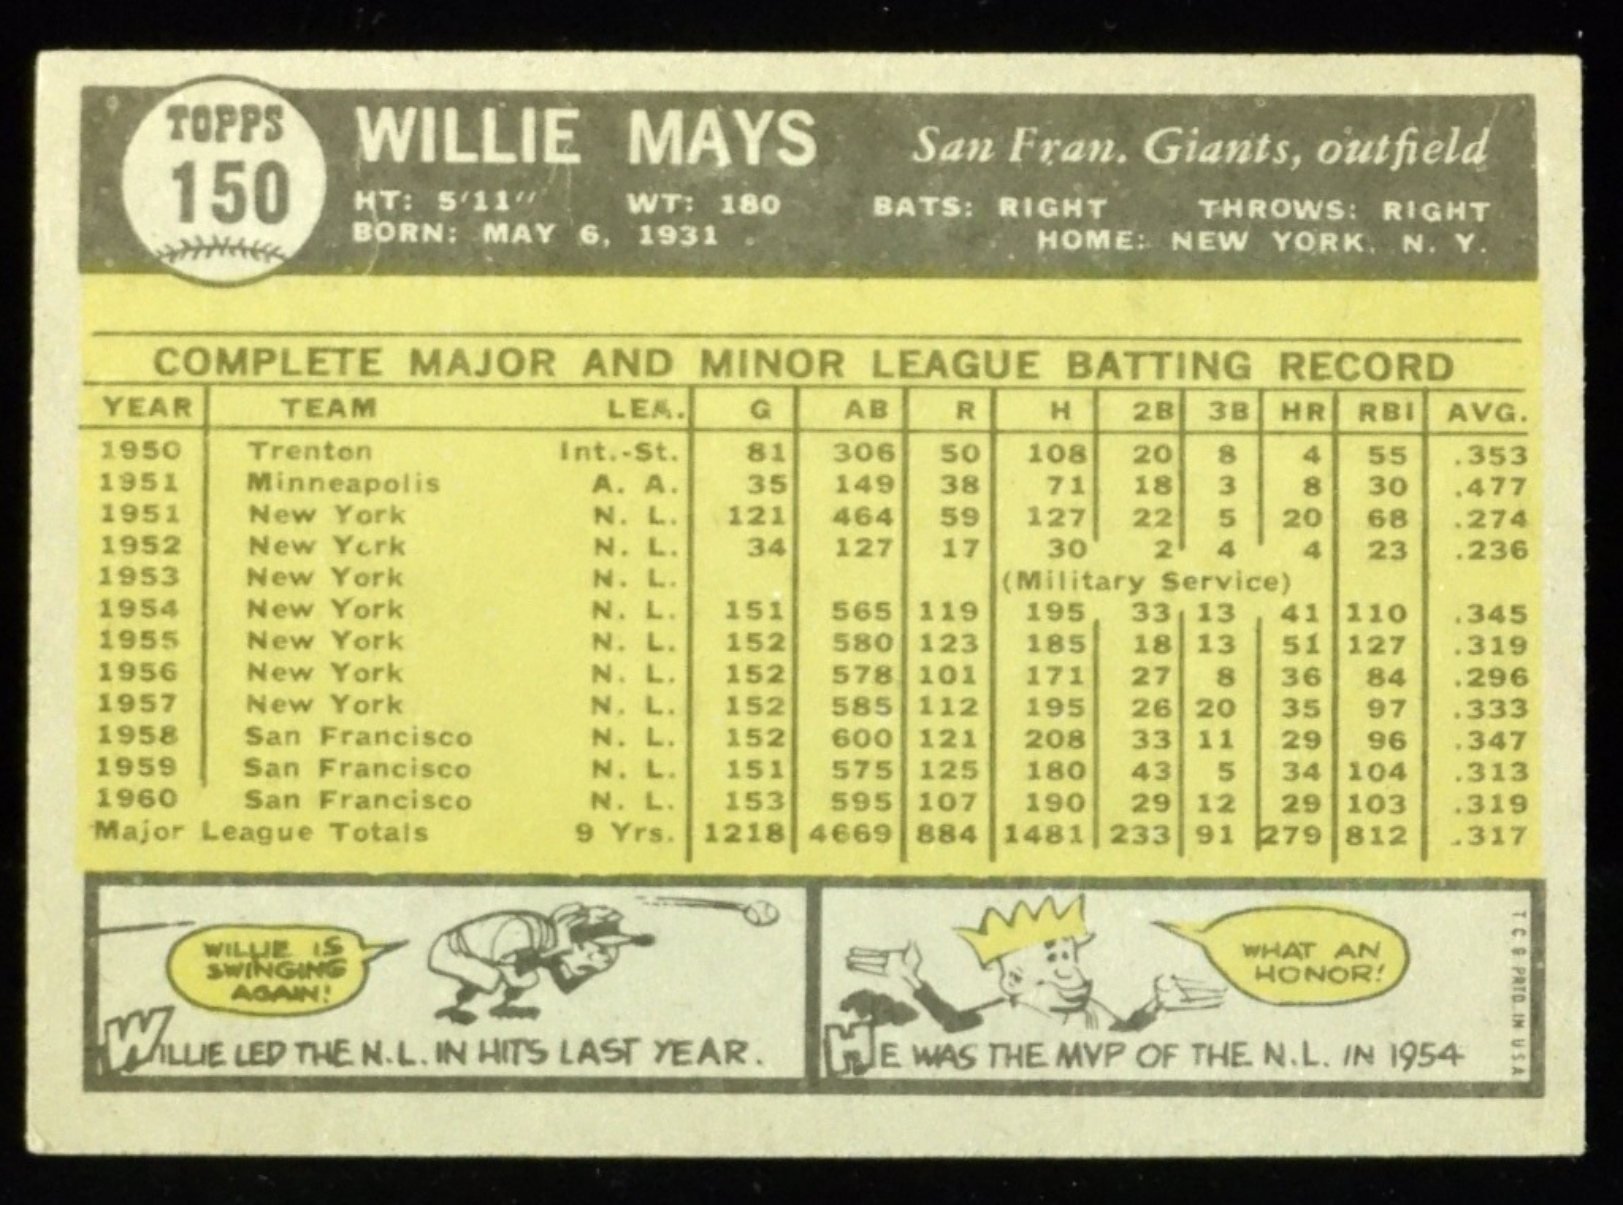 TOPPS
150
WILLIE MAYS
San Fran. Giants, outfield
HT: 5'11" WT: 180 BATS: RIGHT THROWS: RIGHT
BORN: MAY 6, 1931 HOME: NEW YORK, N. Y.
COMPLETE MAJOR AND MINOR LEAGUE BATTING RECORD
YEAR TEAM LEA. G AB R H 2B 3B HR RBI AVG.
1950 Trenton Int.-St. 81 306 50 108 20 8 4 55 .353
1951 Minneapolis A. A. 35 149 38 71 18 3 8 30 .477
1951 New York N. L. 121 464 59 127 22 5 20 68 .274
1952 New York N. L. 34 127 17 30 2 4 4 23 .236
1953 New York N. L. (Military Service)
1954 New York N. L. 151 565 119 195 33 13 41 110 .345
1955 New York N. L. 152 580 123 185 18 13 51 127 .319
1956 New York N. L. 152 578 101 171 27 8 36 84 .296
1957 New York N. L. 152 585 112 195 26 20 35 97 .333
1958 San Francisco N. L. 152 600 121 208 33 11 29 96 .347
1959 San Francisco N. L. 151 575 125 180 43 5 34 104 .313
1960 San Francisco N. L. 153 595 107 190 29 12 29 103 .319
Major League Totals 9 Yrs. 1218 4669 884 1481 233 91 279 812 .317
WILLIE IS
SWINGING
AGAIN!
WILLIE LED THE N.L. IN HITS LAST YEAR.
WHAT AN
HONOR!
HE WAS THE MVP OF THE N.L. IN 1954
T.C.G. PRTD. IN U.S.A.